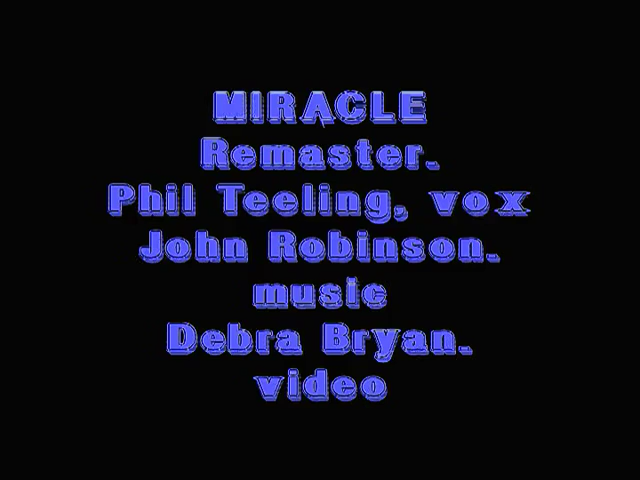 MIRACLE
Remaster.
Phil Teeling, vox
John Robinson.
music
Debra Bryan.
video